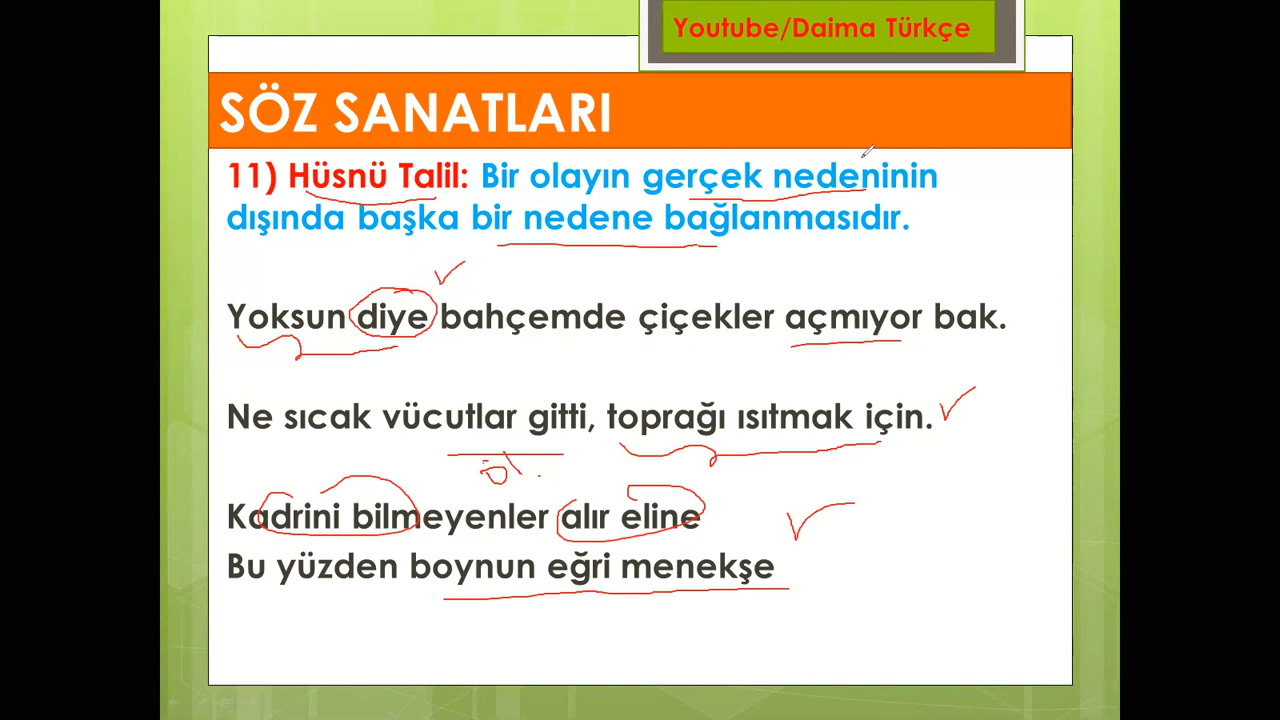 Youtube/Daima Türkçe
SÖZ SANATLARI
11) Hüsnü Talil: Bir olayın gerçek nedeninin
dışında başka bir nedene bağlanmasıdır.
Yoksun diye bahçemde çiçekler açmıyor bak.
Ne sıcak vücutlar gitti, toprağı ısıtmak için.
Kadrini bilmeyenler alır eline
Bu yüzden boynun eğri menekşe